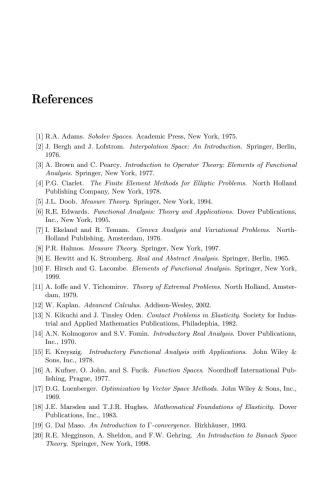 References
[1] R.A. Adams. Sobolev Spaces. Academic Press, New York, 1975.
[2] J. Bergh and J. Lofstrom. Interpolation Space: An Introduction. Springer, Berlin,
1976.
[3] A. Brown and C. Pearcy. Introduction to Operator Theory: Elements of Functional
Analysis. Springer, New York, 1977.
[4] P.G. Ciarlet. The Finite Element Methods for Elliptic Problems. North Holland
Publishing Company, New York, 1978.
[5] J.L. Doob. Measure Theory. Springer, New York, 1994.
[6] R.E. Edwards. Functional Analysis: Theory and Applications. Dover Publications,
Inc., New York, 1995.
[7] I. Ekeland and R. Temam. Convex Analysis and Variational Problems. North-
Holland Publishing, Amsterdam, 1976.
[8] P.R. Halmos. Measure Theory. Springer, New York, 1997.
[9] E. Hewitt and K. Stromberg. Real and Abstract Analysis. Springer, Berlin, 1965.
[10] F. Hirsch and G. Lacombe. Elements of Functional Analysis. Springer, New York,
1999.
[11] A. Ioffe and V. Tichomirov. Theory of Extremal Problems. North Holland, Amster-
dam, 1979.
[12] W. Kaplan. Advanced Calculus. Addison-Wesley, 2002.
[13] N. Kikuchi and J. Tinsley Oden. Contact Problems in Elasticity. Society for Indus-
trial and Applied Mathematics Publications, Philadephia, 1982.
[14] A.N. Kolmogorov and S.V. Fomin. Introductory Real Analysis. Dover Publications,
Inc., 1970.
[15] E. Kreyszig. Introductory Functional Analysis with Applications. John Wiley &
Sons, Inc., 1978.
[16] A. Kufner, O. John, and S. Fucik. Function Spaces. Noordhoff International Pub-
lishing, Prague, 1977.
[17] D.G. Luenberger. Optimization by Vector Space Methods. John Wiley & Sons, Inc.,
1969.
[18] J.E. Marsden and T.J.R. Hughes. Mathematical Foundations of Elasticity. Dover
Publications, Inc., 1983.
[19] G. Dal Maso. An Introduction to Γ-convergence. Birkhäuser, 1993.
[20] R.E. Megginson, A. Sheldon, and F.W. Gehring. An Introduction to Banach Space
Theory. Springer, New York, 1998.